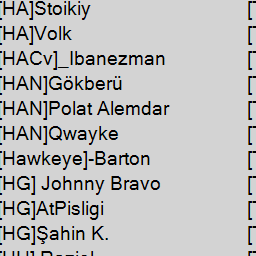 [HA]Stoikiy
[HA]Volk
[HACv]_Ibanezman
[HAN]Gökberü
[HAN]Polat Alemdar
[HAN]Qwayke
[Hawkeye]-Barton
[HG] Johnny Bravo
[HG]AtPisligi
[HG]Şahin K.